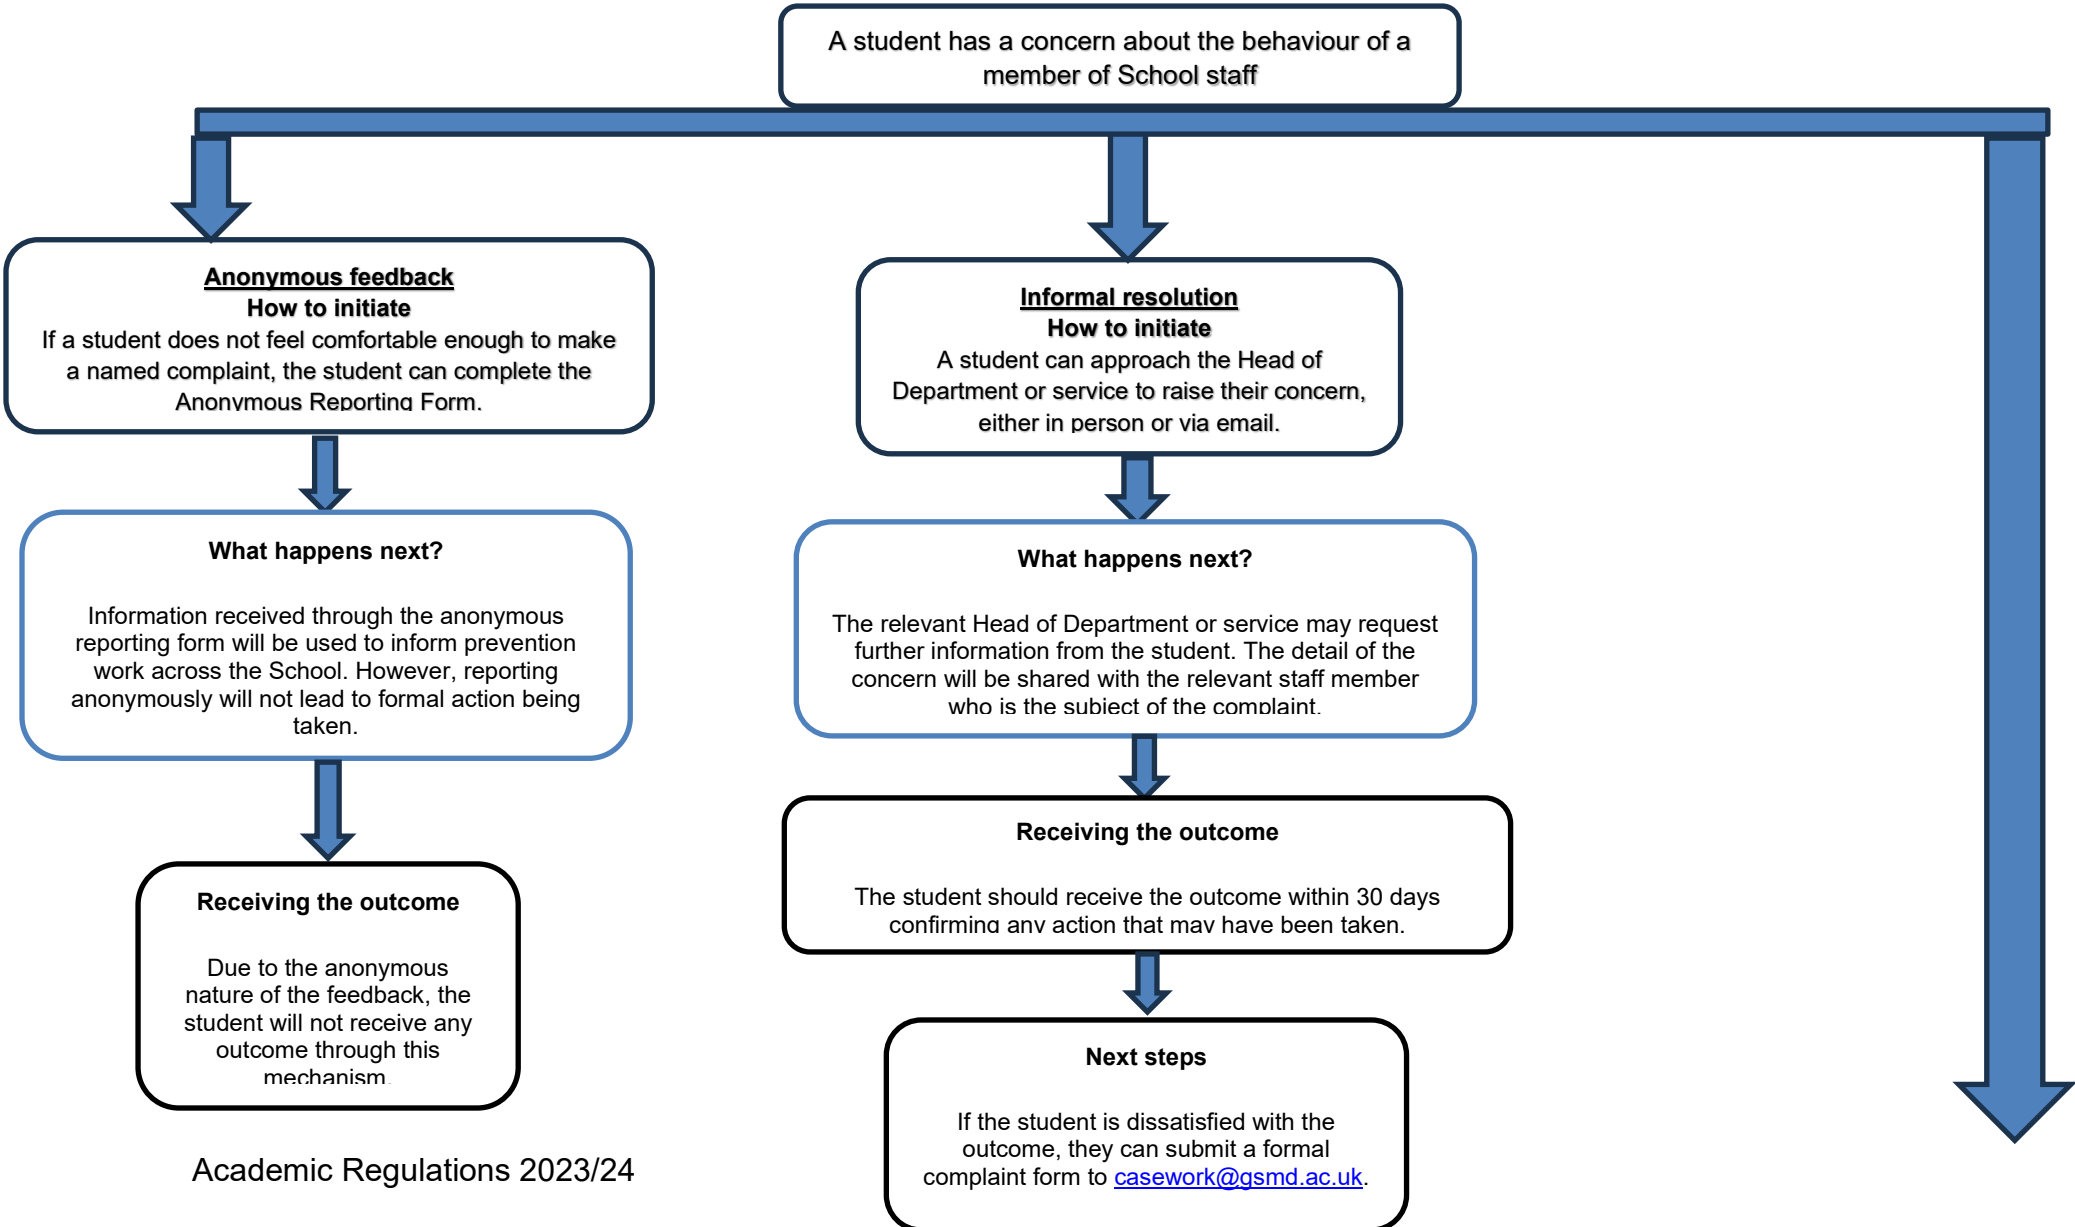 A student has a concern about the behaviour of a
member of School staff
Anonymous feedback
How to initiate
If a student does not feel comfortable enough to make
a named complaint, the student can complete the
Anonymous Reporting Form.
What happens next?
Information received through the anonymous
reporting form will be used to inform prevention
work across the School. However, reporting
anonymously will not lead to formal action being
taken.
Receiving the outcome
Due to the anonymous
nature of the feedback, the
student will not receive any
outcome through this
mechanism.
Informal resolution
How to initiate
A student can approach the Head of
Department or service to raise their concern,
either in person or via email.
What happens next?
The relevant Head of Department or service may request
further information from the student. The detail of the
concern will be shared with the relevant staff member
who is the subject of the complaint.
Receiving the outcome
The student should receive the outcome within 30 days
confirming any action that may have been taken.
Next steps
If the student is dissatisfied with the
outcome, they can submit a formal
complaint form to casework@gsmd.ac.uk.
Academic Regulations 2023/24